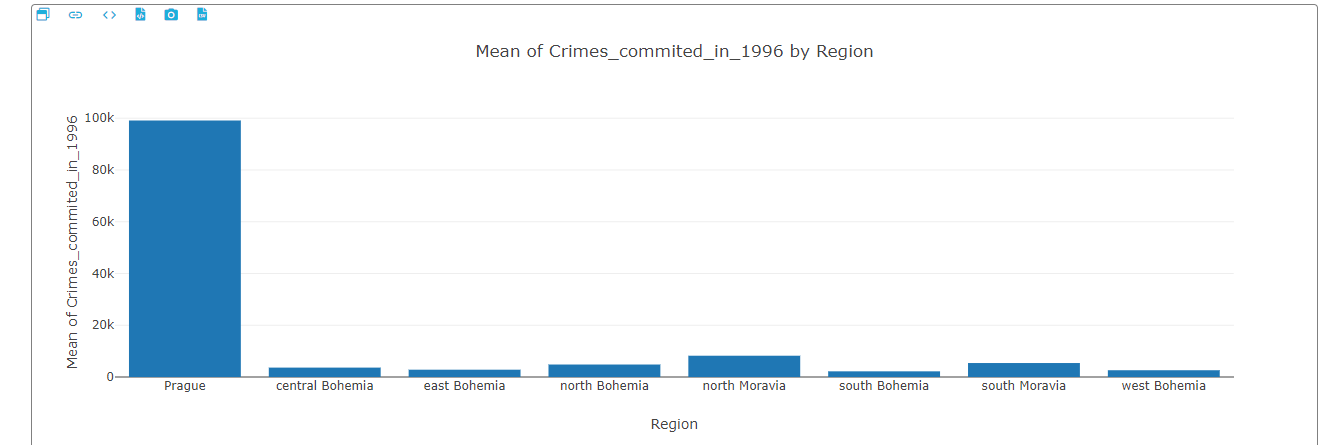 Mean of Crimes_commited_in_1996 by Region
Mean of Crimes_commited_in_1996
100k
80k
60k
40k
20k
0
Prague central Bohemia east Bohemia north Bohemia north Moravia south Bohemia south Moravia west Bohemia
Region